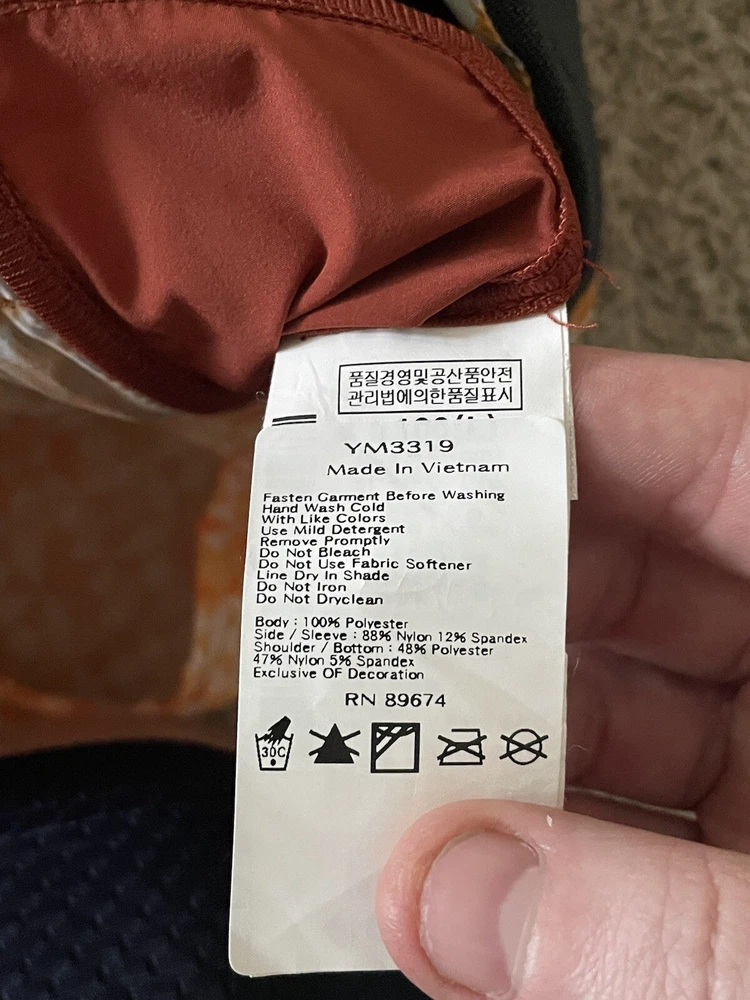 품질경영및공산품안전
관리법에의한품질표시
YM3319
Made In Vietnam
Fasten Garment Before Washing
Hand Wash Cold
With Like Colors
Use Mild Detergent
Remove Promptly
Do Not Bleach
Do Not Use Fabric Softener
Line Dry In Shade
Do Not Iron
Do Not Dryclean
Body : 100% Polyester
Side / Sleeve : 88% Nylon 12% Spandex
Shoulder / Bottom : 48% Polyester
47% Nylon 5% Spandex
Exclusive OF Decoration
RN 89674
30C